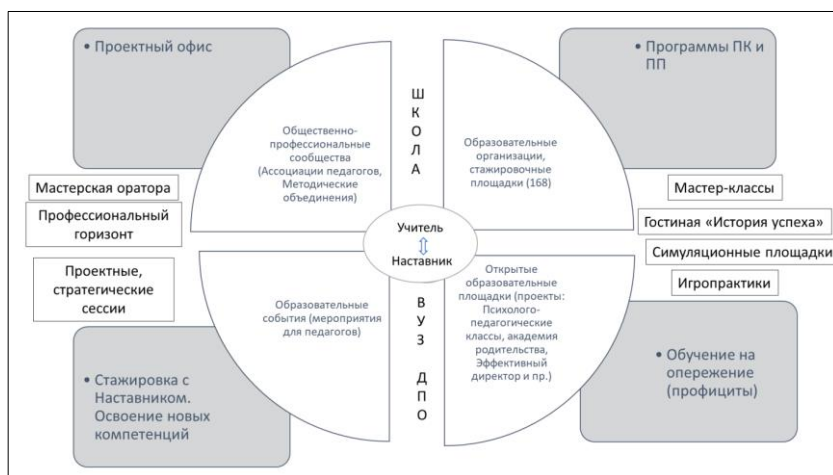 • Проектный офис
• Программы ПК и
ПП
Общественно-
профессиональные
сообщества
(Ассоциации педагогов,
Методические
объединения)
ШКОЛА
Образовательные
организации,
стажировочные
площадки (168)
Мастерская оратора
Профессиональный
горизонт
Проектные,
стратегические
сессии
Учитель
Наставник
Мастер-классы
Гостиная «История успеха»
Симуляционные площадки
Игропрактики
Образовательные
события (мероприятия
для педагогов)
ВУЗ ДПО
Открытые
образовательные
площадки (проекты:
Психолого-
педагогические
классы, академия
родительства,
Эффективный
директор и пр.)
• Стажировка с
Наставником.
Освоение новых
компетенций
• Обучение на
опережение
(профициты)